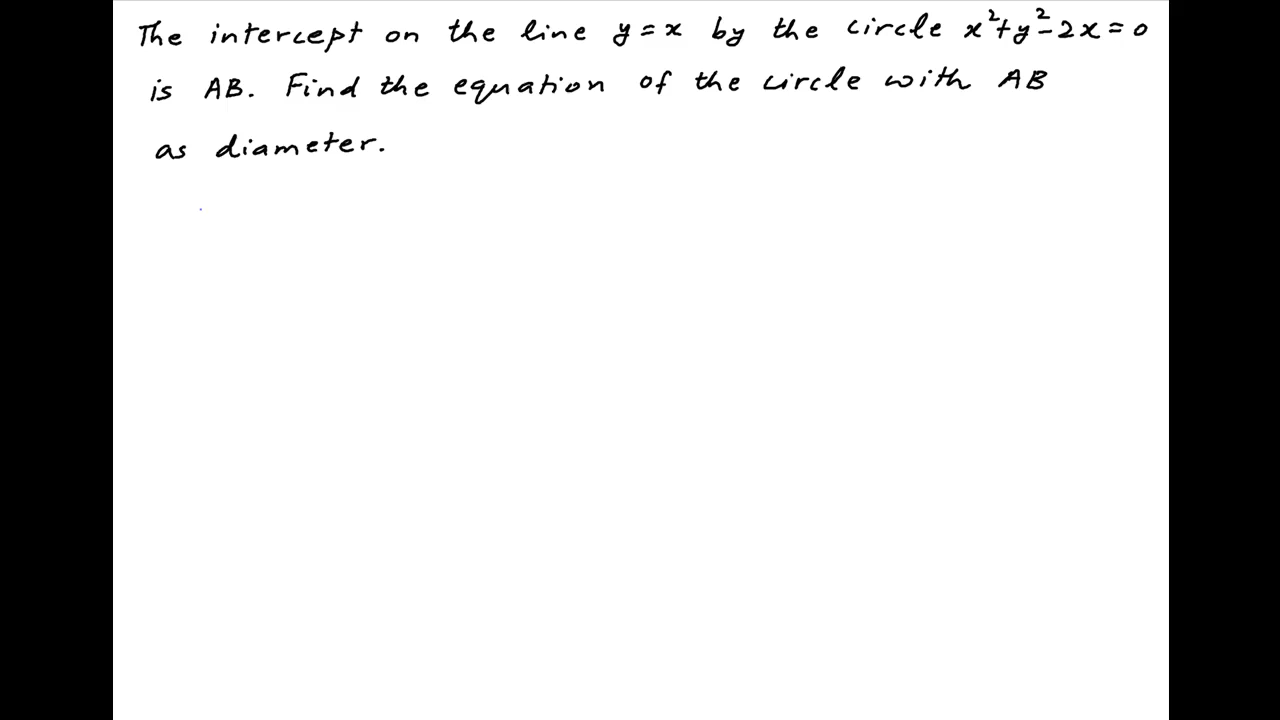 The intercept on the line y = x by the circle x²+y²-2x=0
is AB. Find the equation of the circle with AB
as diameter.